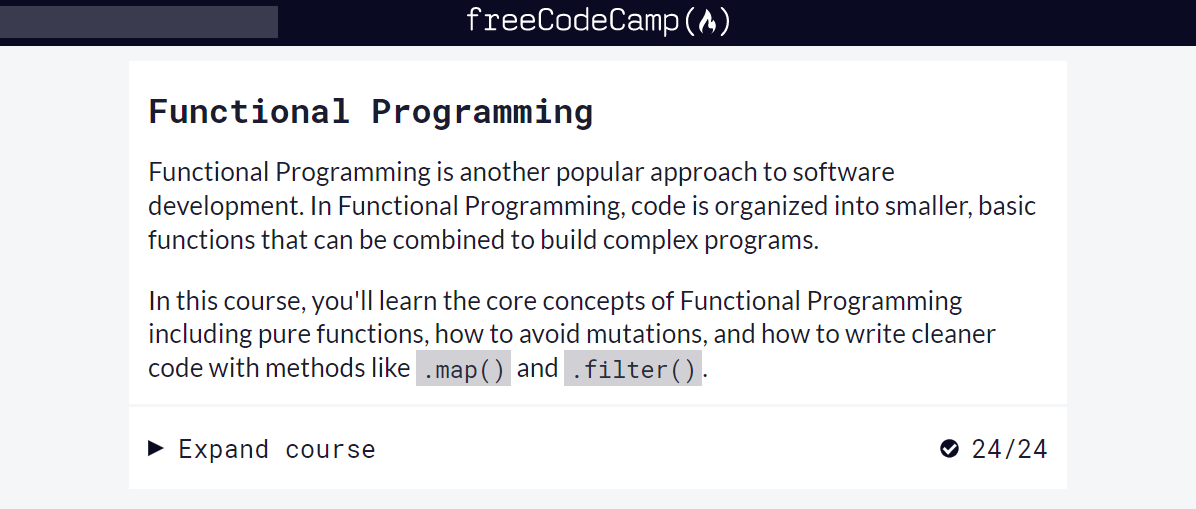 freeCodeCamp(🔥)
Functional Programming
Functional Programming is another popular approach to software
development. In Functional Programming, code is organized into smaller, basic
functions that can be combined to build complex programs.
In this course, you'll learn the core concepts of Functional Programming
including pure functions, how to avoid mutations, and how to write cleaner
code with methods like .map() and .filter().
Expand course 24/24